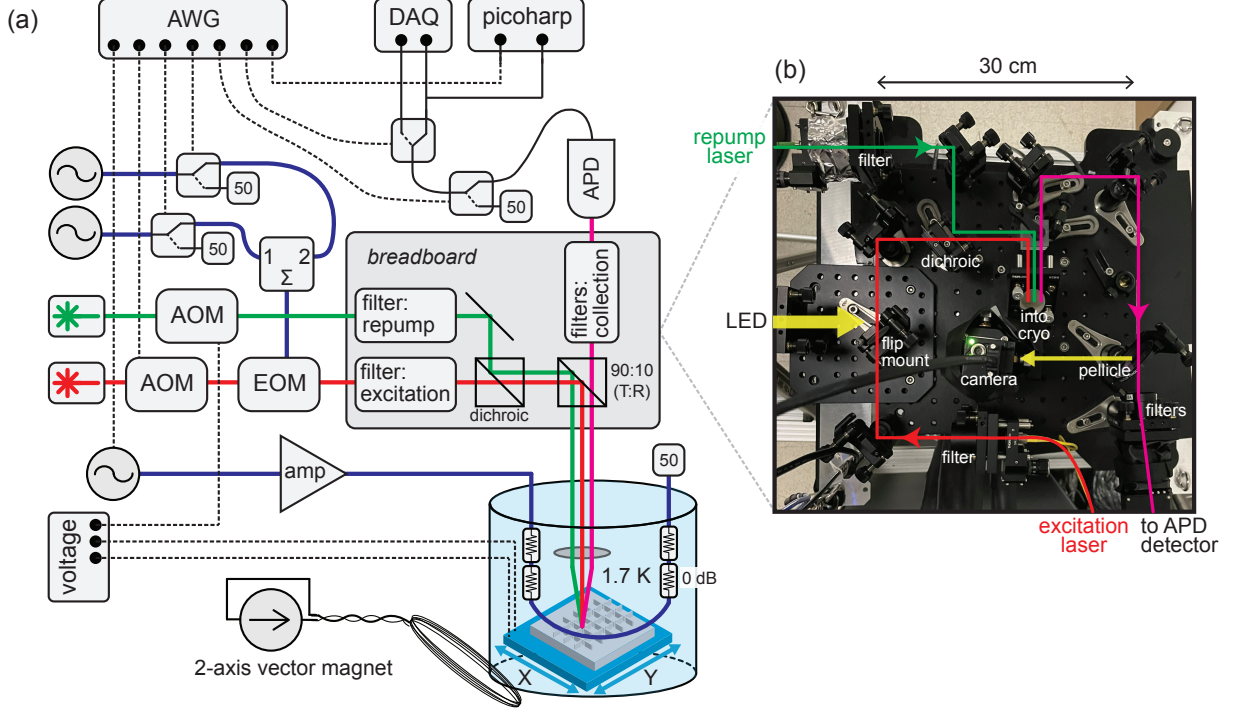 (a)
AWG
DAQ
picoharp
(b)
30 cm
50
50
50
APD
repump
laser
filter
dichroic
into
cryo
LED
flip
mount
camera
pellicle
filters
filter
excitation
laser
to APD
detector
1 2
Σ
breadboard
filters:
collection
AOM
filter:
repump
AOM
EOM
filter:
excitation
dichroic
90:10
(T:R)
amp
50
voltage
1.7 K
0 dB
X
Y
2-axis vector magnet